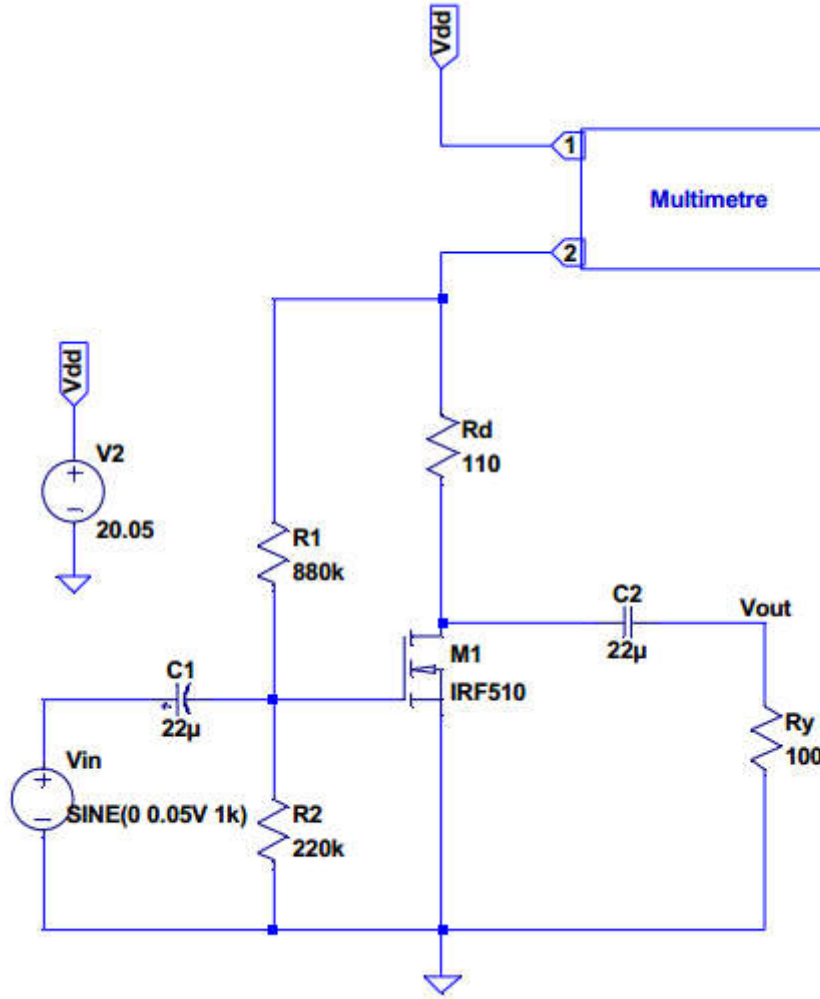 Vdd
1
Multimetre
2
Vdd
V2
20.05
Rd
110
R1
880k
C2
22µ
Vout
M1
IRF510
C1
22µ
Vin
SINE(0 0.05V 1k)
R2
220k
Ry
100